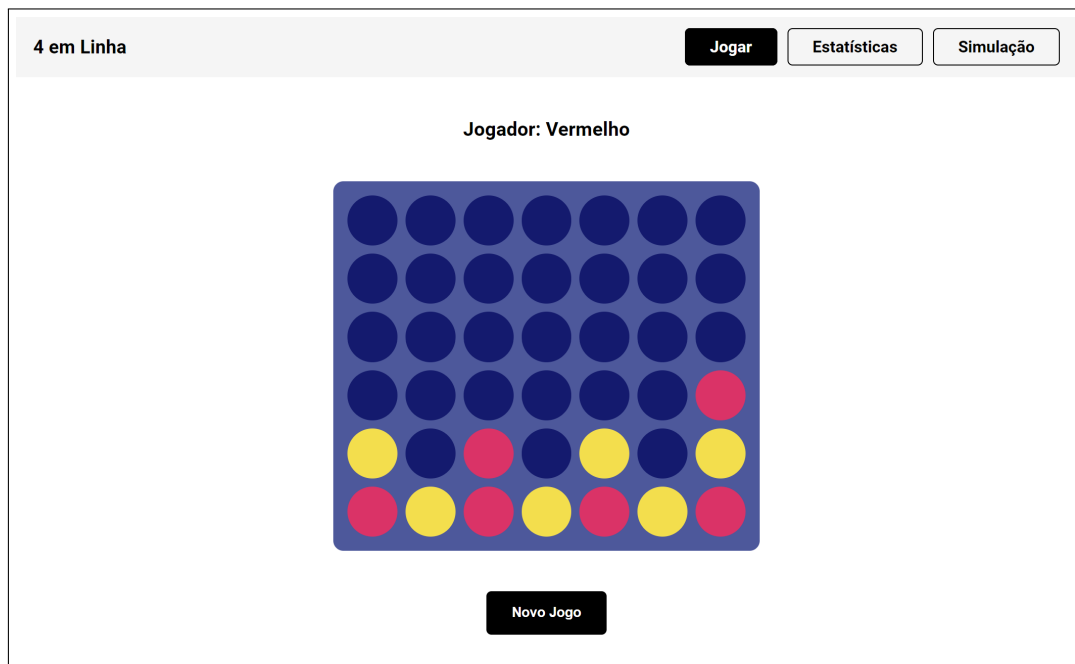 4 em Linha
Jogar
Estatísticas
Simulação
Jogador: Vermelho
Novo Jogo